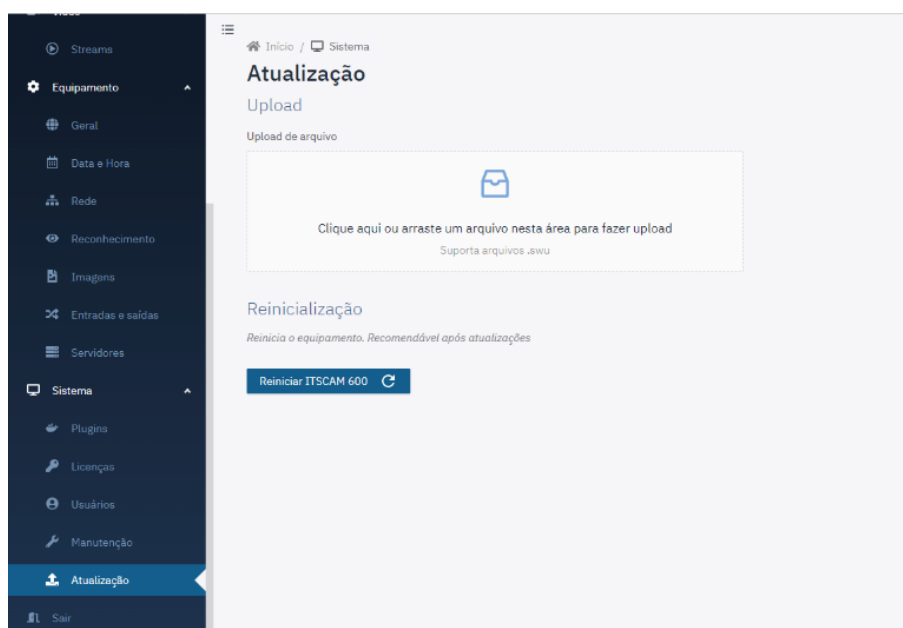 Streams
Equipamento
Geral
Data e Hora
Rede
Reconhecimento
Imagens
Entradas e saídas
Servidores
Sistema
Plugins
Licenças
Usuários
Manutenção
Atualização
Sair
Início / Sistema
Atualização
Upload
Upload de arquivo
Clique aqui ou arraste um arquivo nesta área para fazer upload
Suporta arquivos .swu
Reinicialização
Reinicia o equipamento. Recomendável após atualizações
Reiniciar ITSCAM 600